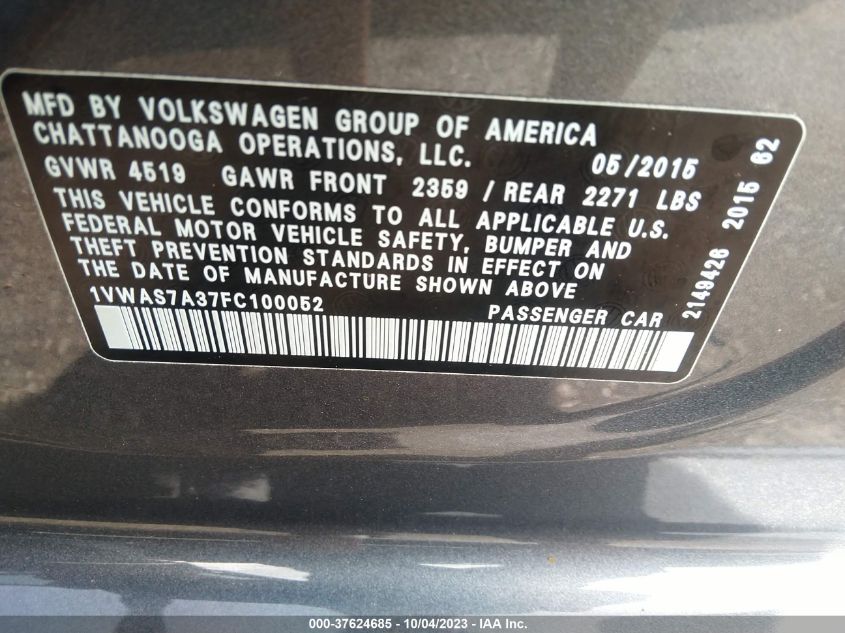 MFD BY VOLKSWAGEN GROUP OF AMERICA
CHATTANOOGA OPERATIONS, LLC. 05/2015
GVWR 4519 GAWR FRONT 2359 / REAR 2271 LBS
THIS VEHICLE CONFORMS TO ALL APPLICABLE U.S.
FEDERAL MOTOR VEHICLE SAFETY, BUMPER AND
THEFT PREVENTION STANDARDS IN EFFECT ON
THE DATE OF MANUFACTURE SHOWN ABOVE
1VWAS7A37FC100052 PASSENGER CAR
2149426 2015 62
000-37624685 - 10/04/2023 - IAA Inc.